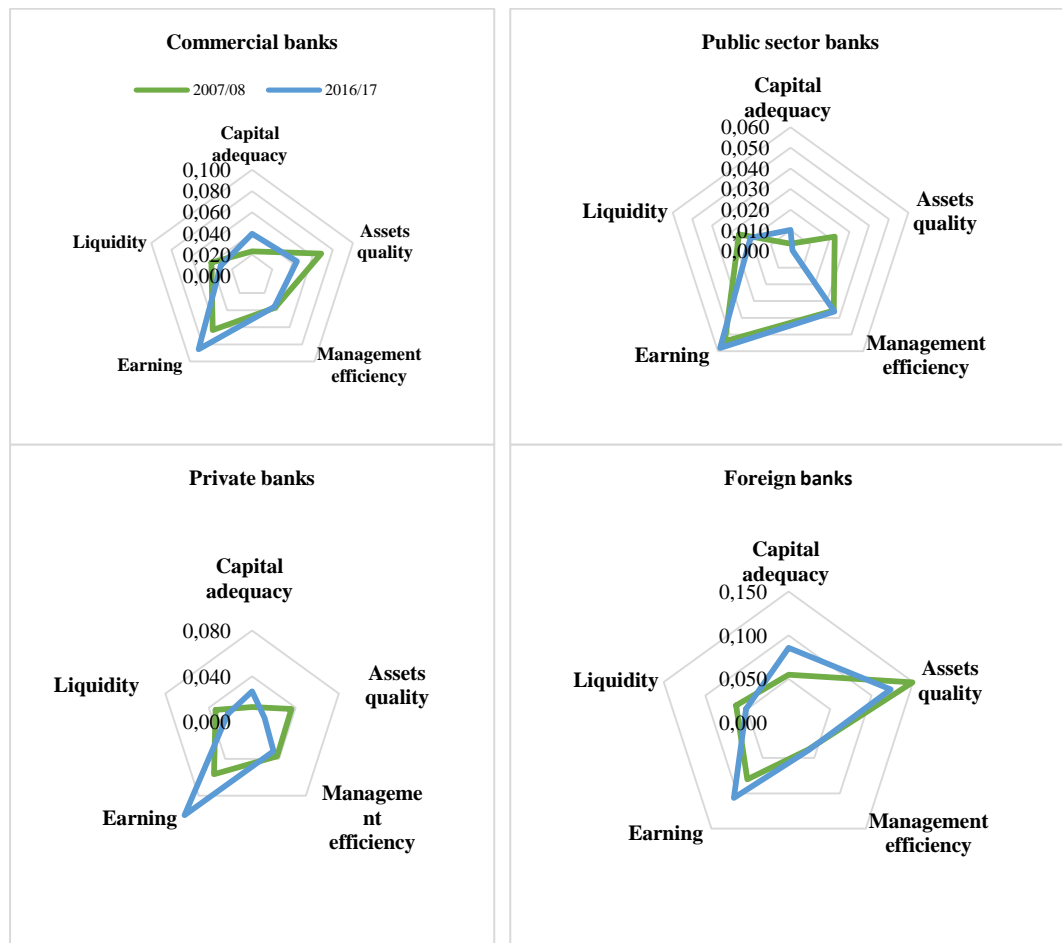 Commercial banks
2007/08
2016/17
Capital
adequacy
0,100
0,080
0,060
0,040
0,020
0,000
Liquidity
Assets
quality
Earning
Management
efficiency
Public sector banks
Capital
adequacy
0,060
0,050
0,040
0,030
0,020
0,010
0,000
Liquidity
Assets
quality
Management
efficiency
Earning
Private banks
Capital
adequacy
0,080
0,040
0,000
Liquidity
Assets
quality
Earning
Manageme
nt
efficiency
Foreign banks
Capital
adequacy
0,150
0,100
0,050
0,000
Liquidity
Assets
quality
Earning
Management
efficiency